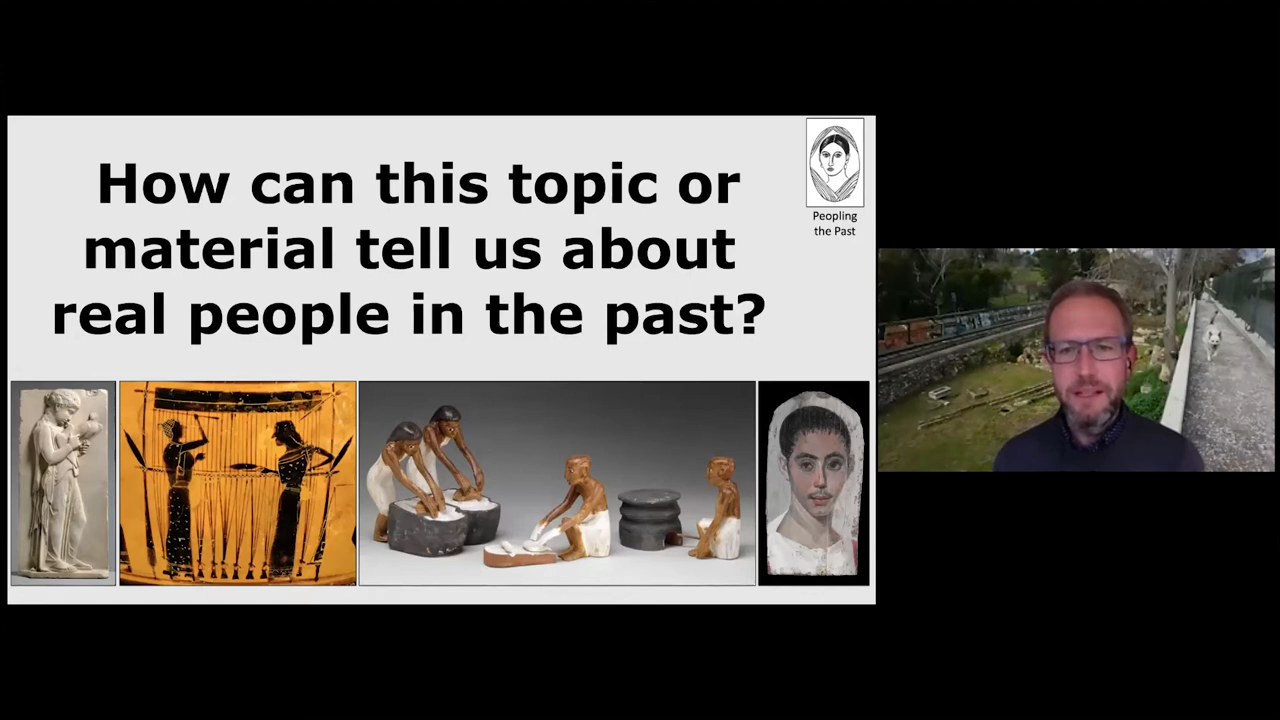 How can this topic or
material tell us about
real people in the past?
Peopling
the Past